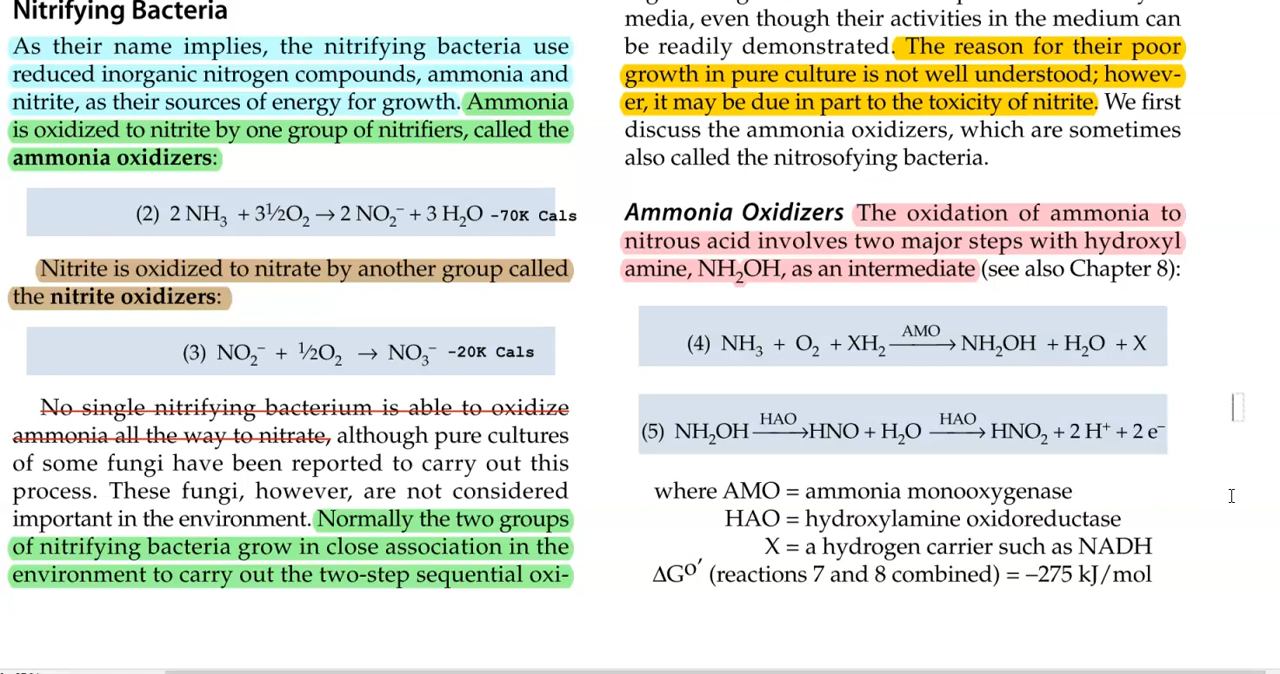 Nitrifying Bacteria
As their name implies, the nitrifying bacteria use
reduced inorganic nitrogen compounds, ammonia and
nitrite, as their sources of energy for growth. Ammonia
is oxidized to nitrite by one group of nitrifiers, called the
ammonia oxidizers:
(2) 2 NH₃ + 3½O₂ → 2 NO₂⁻ + 3 H₂O -70K Cals
Nitrite is oxidized to nitrate by another group called
the nitrite oxidizers:
(3) NO₂⁻ + ½O₂ → NO₃⁻ -20K Cals
No single nitrifying bacterium is able to oxidize
ammonia all the way to nitrate, although pure cultures
of some fungi have been reported to carry out this
process. These fungi, however, are not considered
important in the environment. Normally the two groups
of nitrifying bacteria grow in close association in the
environment to carry out the two-step sequential oxi-
media, even though their activities in the medium can
be readily demonstrated. The reason for their poor
growth in pure culture is not well understood; howev-
er, it may be due in part to the toxicity of nitrite. We first
discuss the ammonia oxidizers, which are sometimes
also called the nitrosofying bacteria.
Ammonia Oxidizers The oxidation of ammonia to
nitrous acid involves two major steps with hydroxyl
amine, NH₂OH, as an intermediate (see also Chapter 8):
AMO
(4) NH₃ + O₂ + XH₂ → NH₂OH + H₂O + X
HAO HAO
(5) NH₂OH → HNO + H₂O → HNO₂ + 2 H⁺ + 2 e⁻
where AMO = ammonia monooxygenase
HAO = hydroxylamine oxidoreductase
X = a hydrogen carrier such as NADH
ΔG°′ (reactions 7 and 8 combined) = –275 kJ/mol